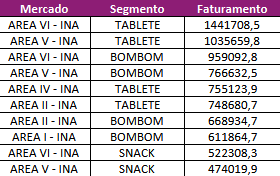 Mercado Segmento Faturamento
AREA VI - INA TABLETE 1441708,5
AREA V - INA TABLETE 1035659,8
AREA VI - INA BOMBOM 959092,8
AREA V - INA BOMBOM 766632,5
AREA IV - INA TABLETE 755123,9
AREA II - INA TABLETE 748680,7
AREA II - INA BOMBOM 668934,7
AREA I - INA BOMBOM 611864,7
AREA VI - INA SNACK 522308,3
AREA V - INA SNACK 474019,9